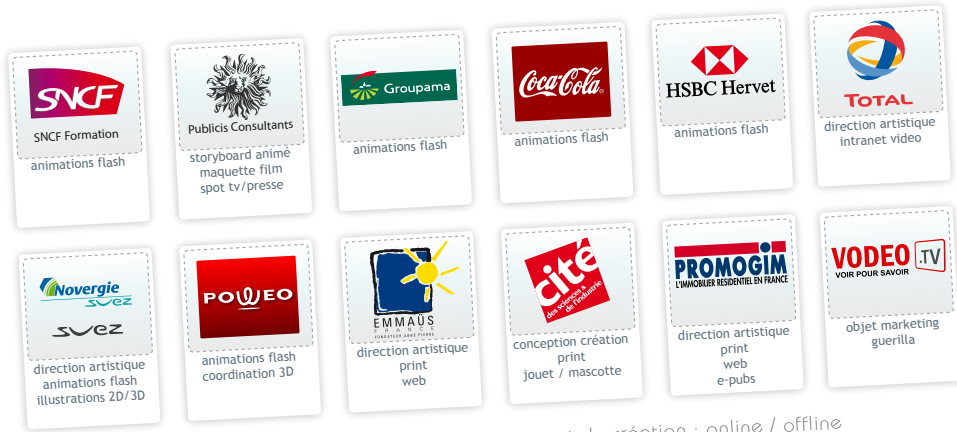 SNCF
SNCF Formation
animations flash
Publicis Consultants
storyboard animé
maquette film
spot tv/presse
Groupama
animations flash
Coca-Cola
animations flash
HSBC Hervet
animations flash
TOTAL
direction artistique
intranet video
Novergie
SUEZ
SUEZ
direction artistique
animations flash
illustrations 2D/3D
POWEO
animations flash
coordination 3D
EMMAÜS
FRANCE
FONDATEUR ABBÉ PIERRE
direction artistique
print
web
cité
des sciences &
de l'industrie
conception création
print
jouet / mascotte
PROMOGIM
L'IMMOBILIER RESIDENTIEL EN FRANCE
direction artistique
print
web
e-pubs
VODEO .TV
VOIR POUR SAVOIR
objet marketing
guerilla
création : online / offline